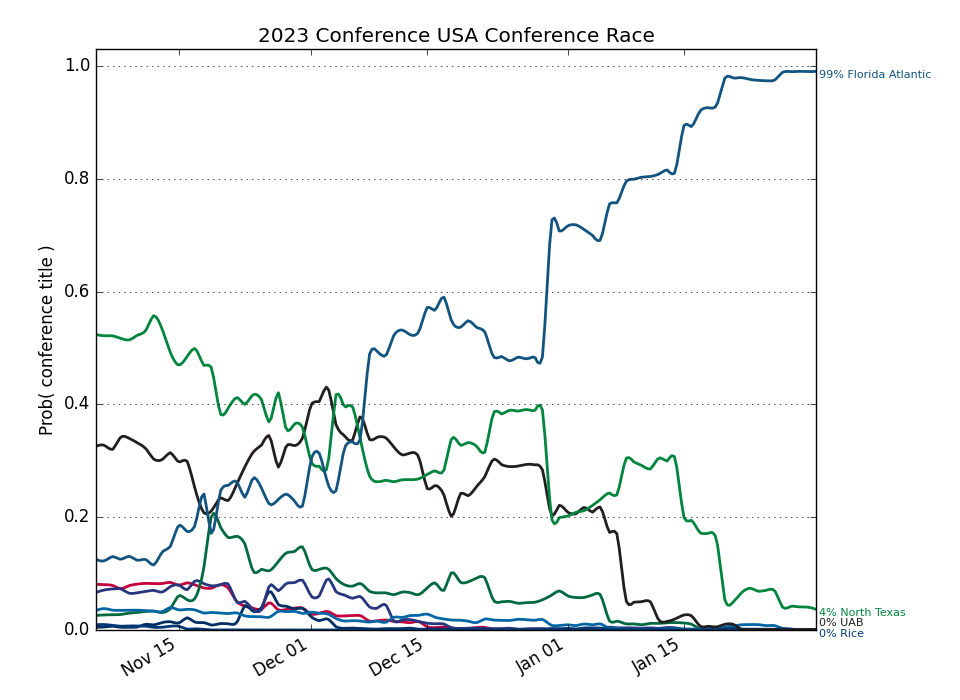 2023 Conference USA Conference Race
Prob( conference title )
1.0
0.8
0.6
0.4
0.2
0.0
Nov 15
Dec 01
Dec 15
Jan 01
Jan 15
99% Florida Atlantic
4% North Texas
0% UAB
0% Rice